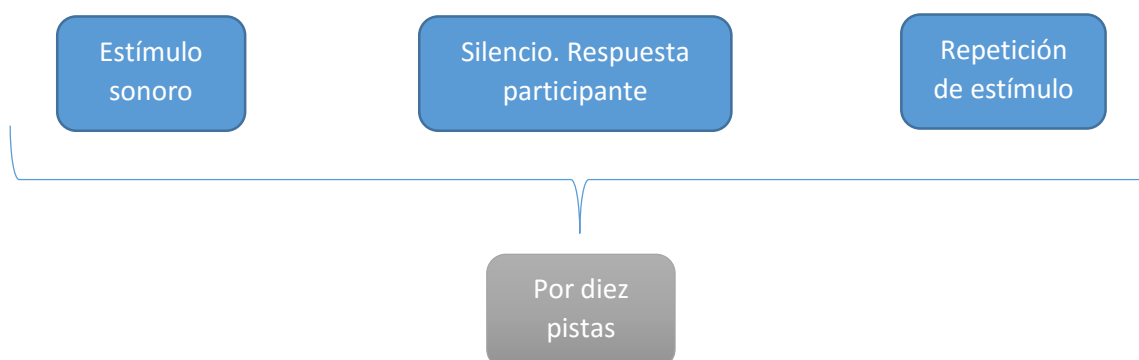 Estímulo
sonoro
Silencio. Respuesta
participante
Repetición
de estímulo
Por diez
pistas